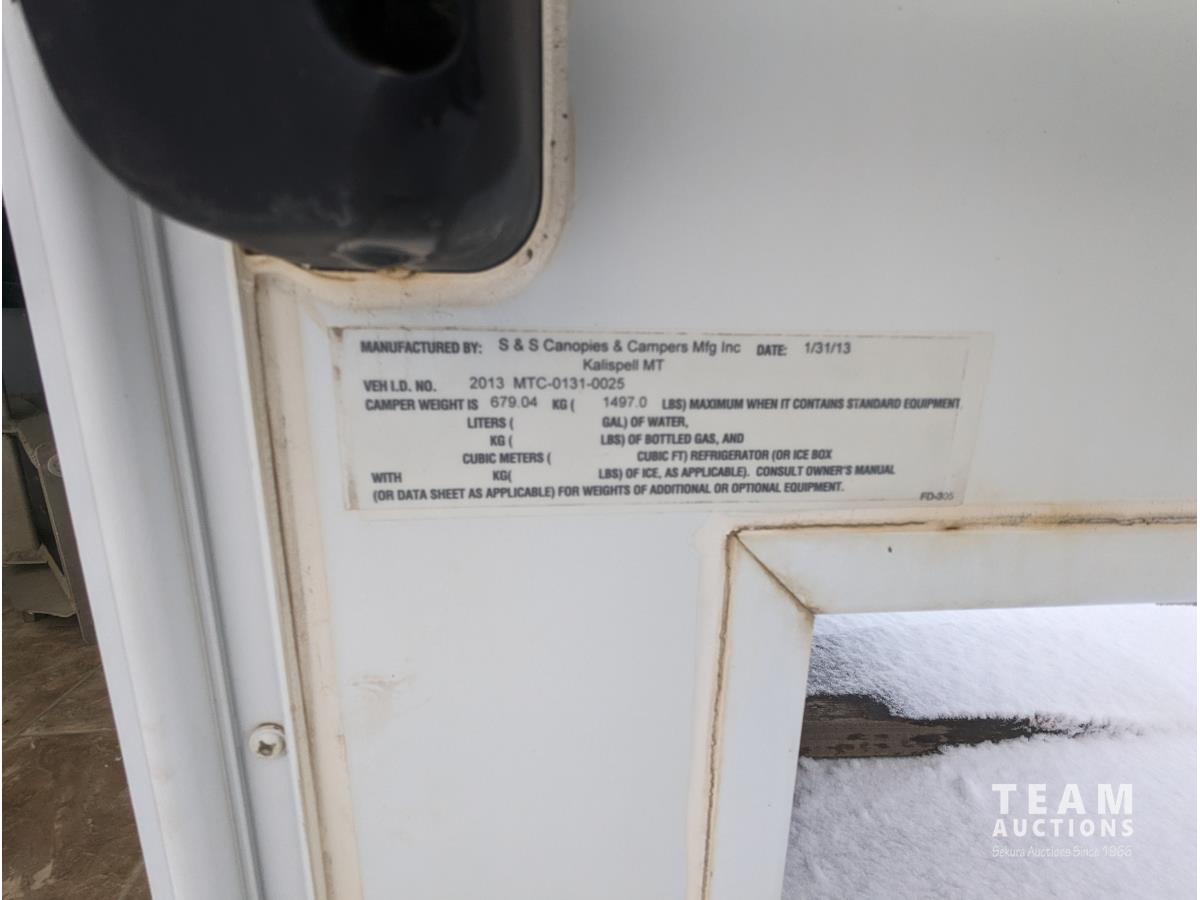 MANUFACTURED BY: S & S Canopies & Campers Mfg Inc DATE: 1/31/13
Kalispell MT
VEH I.D. NO. 2013 MTC-0131-0025
CAMPER WEIGHT IS 679.04 KG ( 1497.0 LBS) MAXIMUM WHEN IT CONTAINS STANDARD EQUIPMENT
LITERS ( GAL) OF WATER,
KG ( LBS) OF BOTTLED GAS, AND
CUBIC METERS ( CUBIC FT) REFRIGERATOR (OR ICE BOX
WITH KG( LBS) OF ICE, AS APPLICABLE). CONSULT OWNER'S MANUAL
(OR DATA SHEET AS APPLICABLE) FOR WEIGHTS OF ADDITIONAL OR OPTIONAL EQUIPMENT.
FD-305
TEAM
AUCTIONS
Sekura Auctions Since 1966